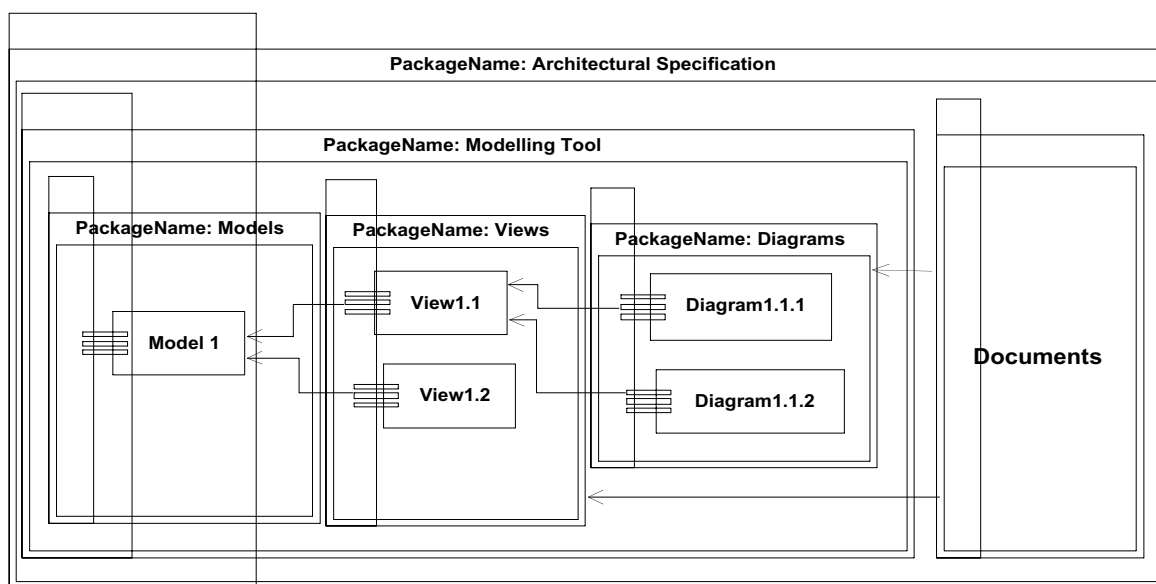 PackageName: Architectural Specification
PackageName: Modelling Tool
PackageName: Models
PackageName: Views
PackageName: Diagrams
Model 1
View1.1
View1.2
Diagram1.1.1
Diagram1.1.2
Documents